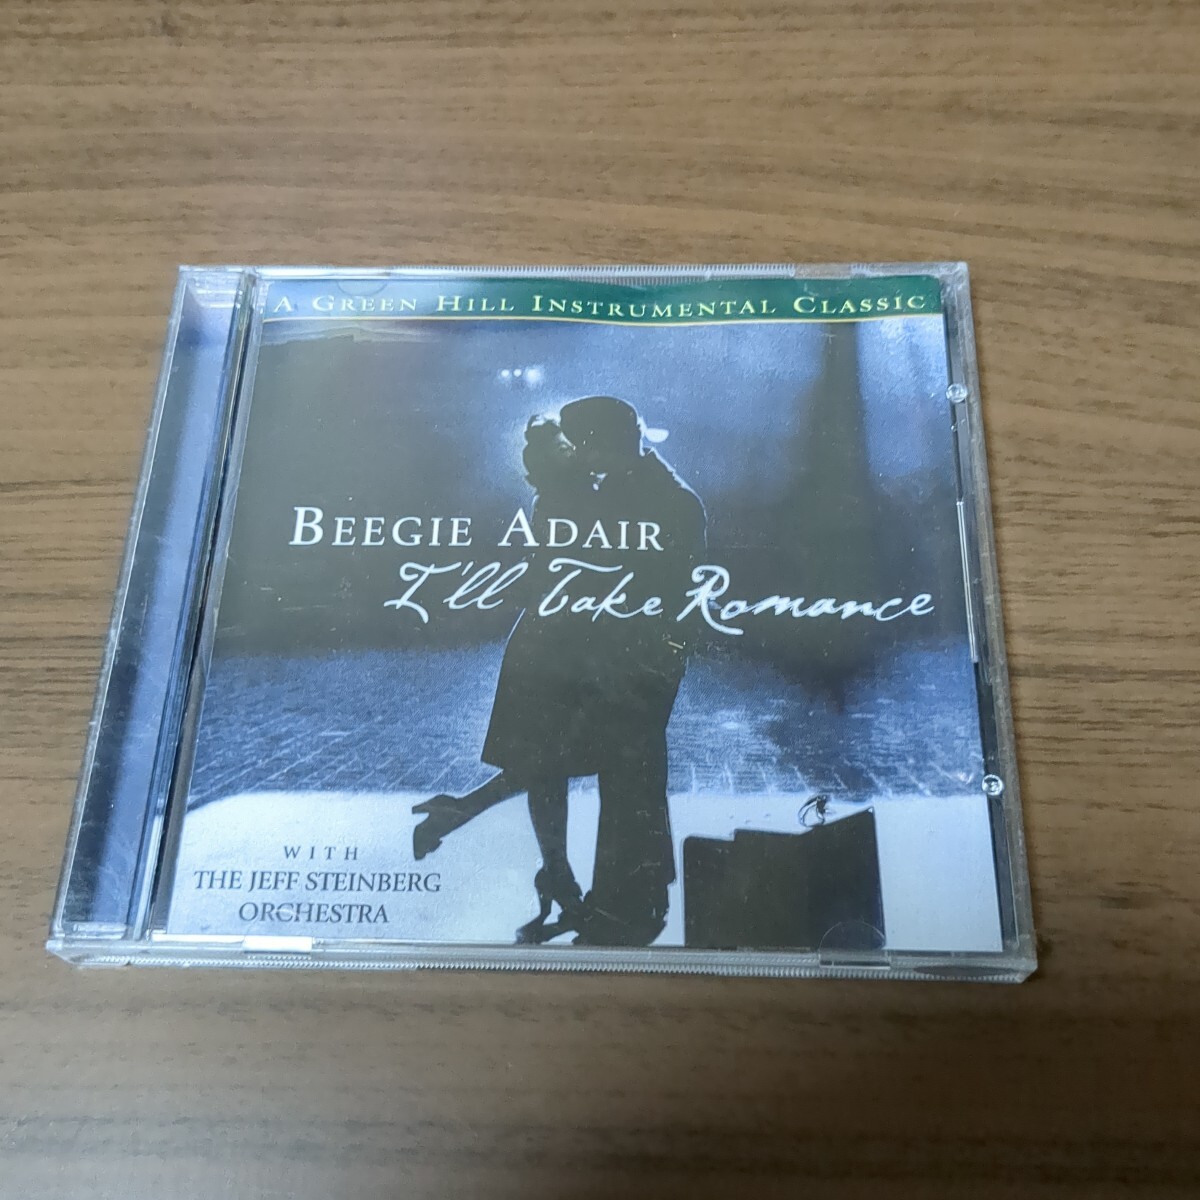 A GREEN HILL INSTRUMENTAL CLASSIC
BEEGIE ADAIR
I'll Take Romance
WITH
THE JEFF STEINBERG
ORCHESTRA